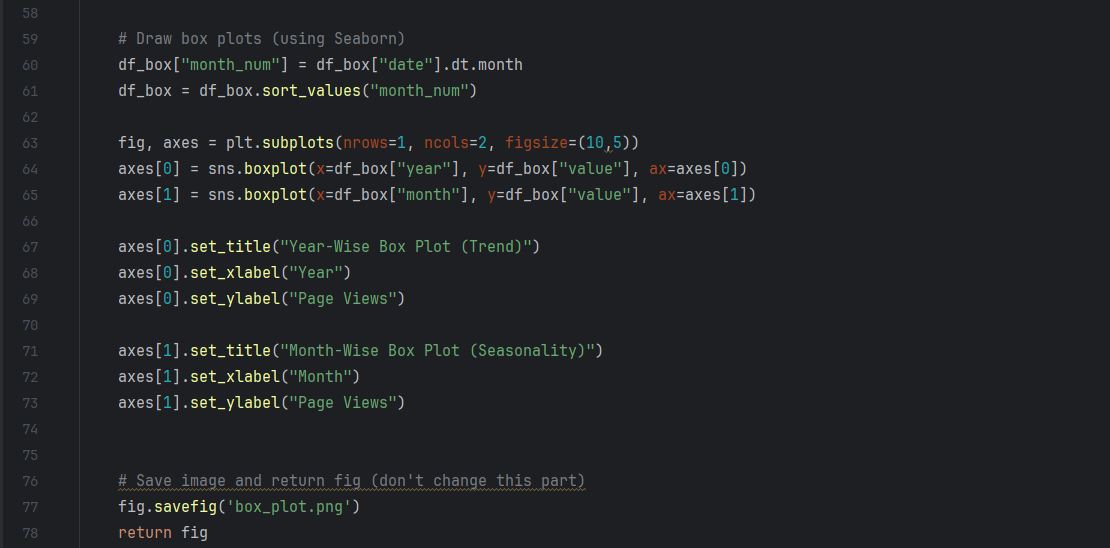 58
59 # Draw box plots (using Seaborn)
60 df_box["month_num"] = df_box["date"].dt.month
61 df_box = df_box.sort_values("month_num")
62
63 fig, axes = plt.subplots(nrows=1, ncols=2, figsize=(10,5))
64 axes[0] = sns.boxplot(x=df_box["year"], y=df_box["value"], ax=axes[0])
65 axes[1] = sns.boxplot(x=df_box["month"], y=df_box["value"], ax=axes[1])
66
67 axes[0].set_title("Year-Wise Box Plot (Trend)")
68 axes[0].set_xlabel("Year")
69 axes[0].set_ylabel("Page Views")
70
71 axes[1].set_title("Month-Wise Box Plot (Seasonality)")
72 axes[1].set_xlabel("Month")
73 axes[1].set_ylabel("Page Views")
74
75
76 # Save image and return fig (don't change this part)
77 fig.savefig('box_plot.png')
78 return fig